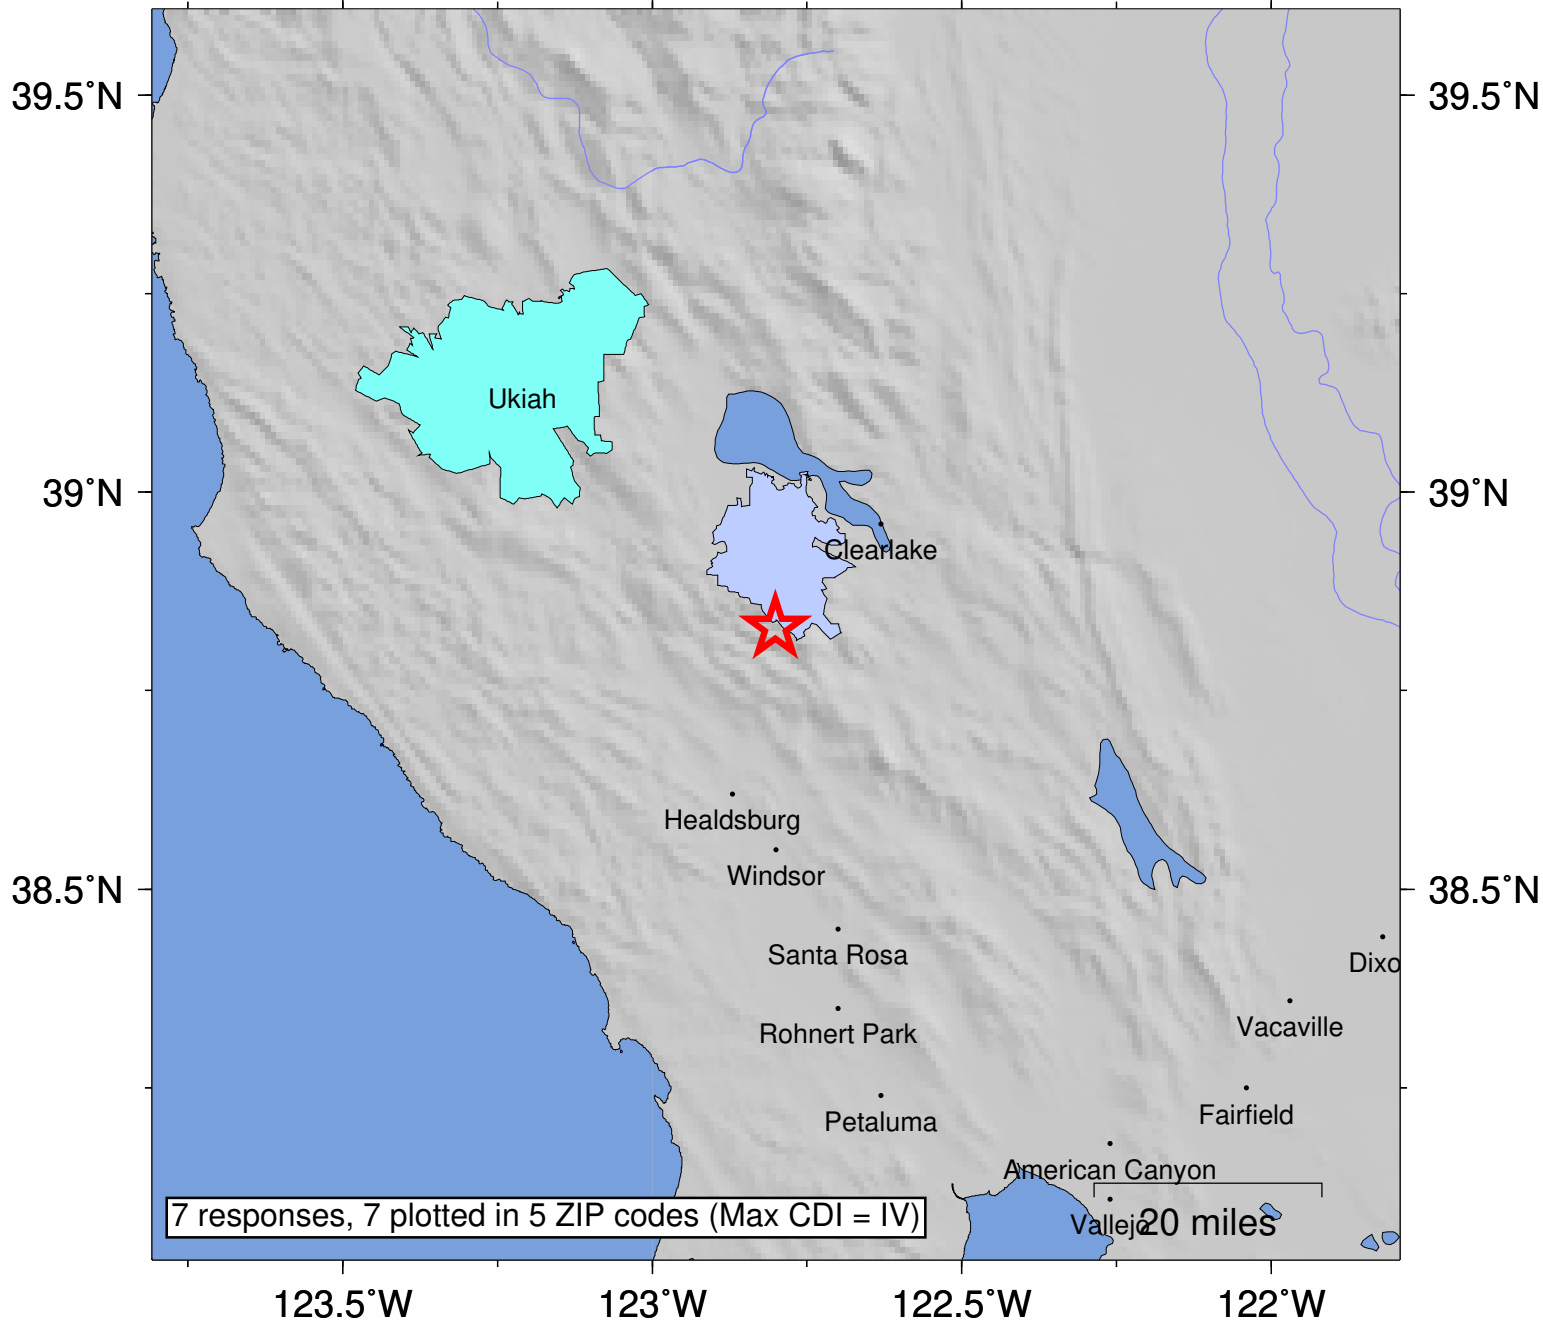 39.5˚N
39.5˚N
Ukiah
39˚N
39˚N
Clearlake
Healdsburg
Windsor
38.5˚N
38.5˚N
Santa Rosa
Dixo
Rohnert Park
Vacaville
Petaluma
Fairfield
American Canyon
7 responses, 7 plotted in 5 ZIP codes (Max CDI = IV)
Vallejo
20 miles
123.5˚W
123˚W
122.5˚W
122˚W